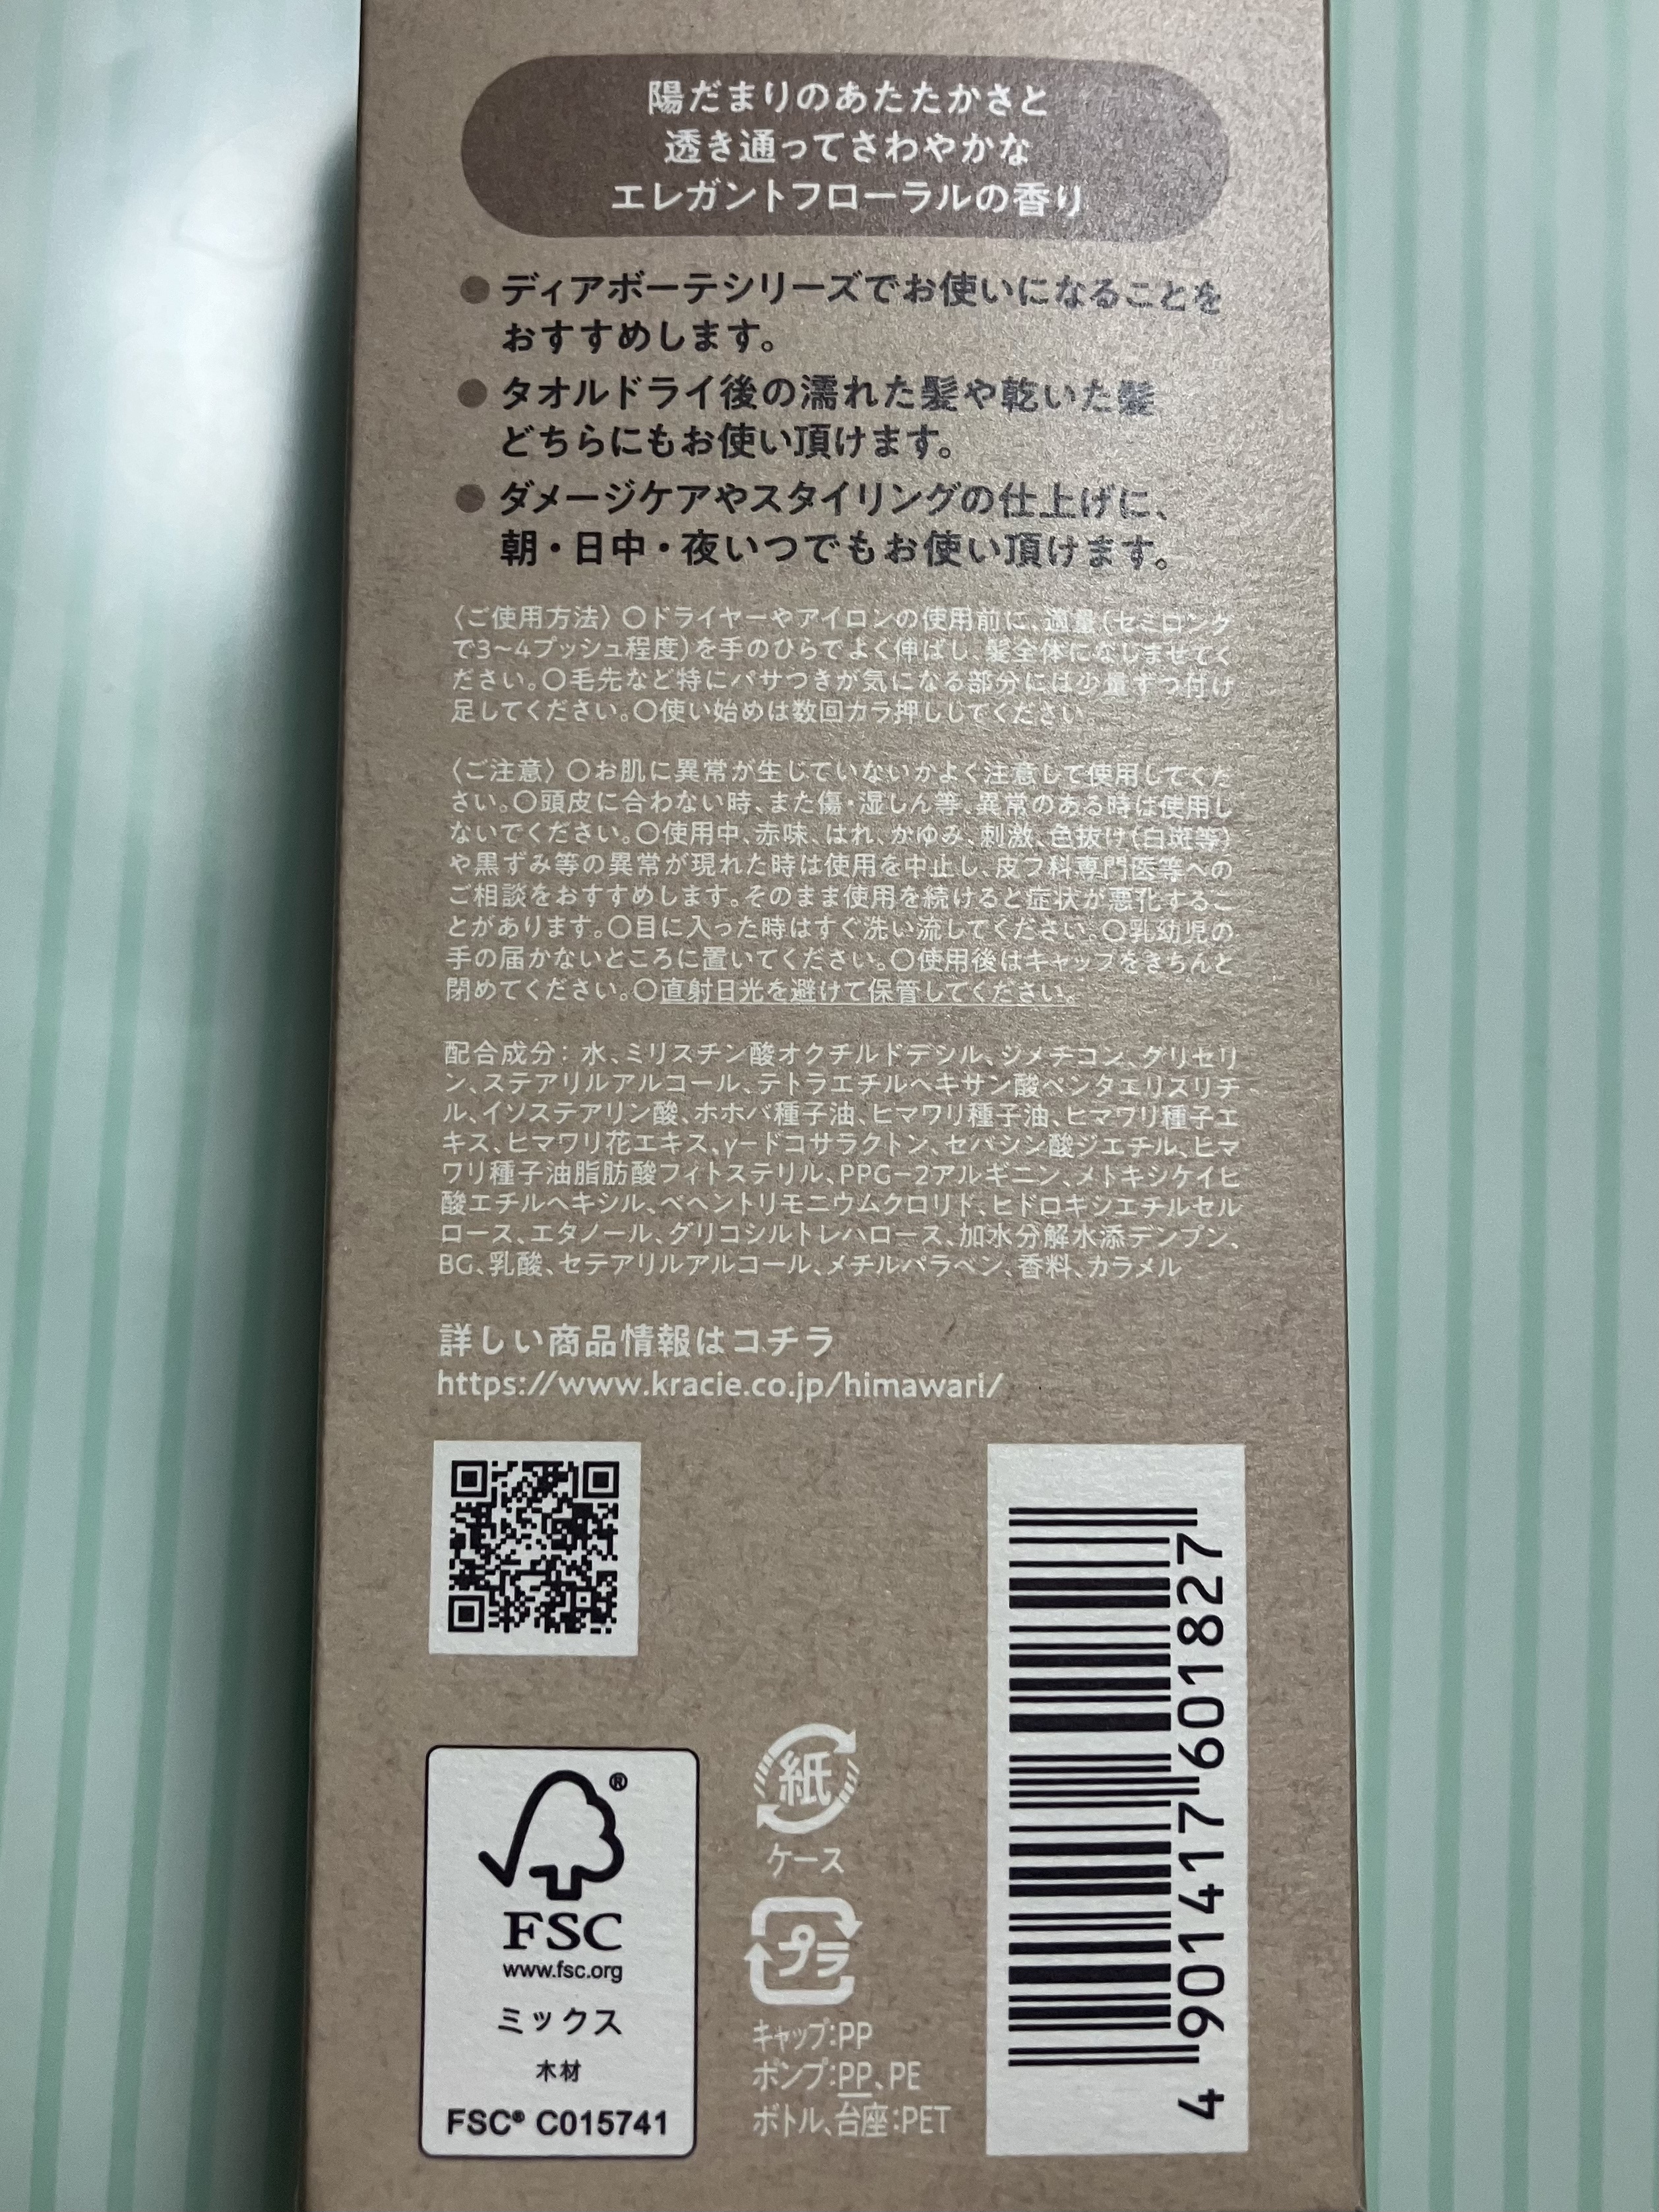 陽だまりのあたたかさと
透き通ってさわやかな
エレガントフローラルの香り
●ディアボーテシリーズでお使いになることを
おすすめします。
●タオルドライ後の濡れた髪や乾いた髪
どちらにもお使い頂けます。
●ダメージケアやスタイリングの仕上げに、
朝・日中・夜いつでもお使い頂けます。
〈ご使用方法〉○ドライヤーやアイロンの使用前に、適量(セミロング
で3~4プッシュ程度)を手のひらでよく伸ばし、髪全体になじませてく
ださい。○毛先など特にパサつきが気になる部分には少量ずつ付け
足してください。○使い始めは数回カラ押ししてください。
〈ご注意〉○お肌に異常が生じていないかよく注意して使用してくだ
さい。○頭皮に合わない時、また傷・湿しん等、異常のある時は使用し
ないでください。○使用中、赤味、はれ、かゆみ、刺激、色抜け(白斑等)
や黒ずみ等の異常が現れた時は使用を中止し、皮フ科専門医等への
ご相談をおすすめします。そのまま使用を続けると症状が悪化するこ
とがあります。○目に入った時はすぐ洗い流してください。○乳幼児の
手の届かないところに置いてください。○使用後はキャップをきちんと
閉めてください。○直射日光を避けて保管してください。
配合成分:水、ミリスチン酸オクチルドデシル、ジメチコン、グリセリ
ン、ステアリルアルコール、テトラエチルヘキサン酸ペンタエリスリチ
ル、イソステアリン酸、ホホバ種子油、ヒマワリ種子油、ヒマワリ種子エ
キス、ヒマワリ花エキス、γードコサラクトン、セバシン酸ジエチル、ヒマ
ワリ種子油脂肪酸フィトステリル、PPG-2アルギニン、メトキシケイヒ
酸エチルヘキシル、ベヘントリモニウムクロリド、ヒドロキシエチルセル
ロース、エタノール、グリコシルトレハロース、加水分解水添デンプン、
BG、乳酸、セテアリルアルコール、メチルパラベン、香料、カラメル
詳しい商品情報はコチラ
https://www.kracie.co.jp/himawari/
紙
ケース
プラ
キャップ:PP
ポンプ:PP、PE
ボトル、台座:PET
®
FSC
www.fsc.org
ミックス
木材
FSC® C015741
4 901417 601827